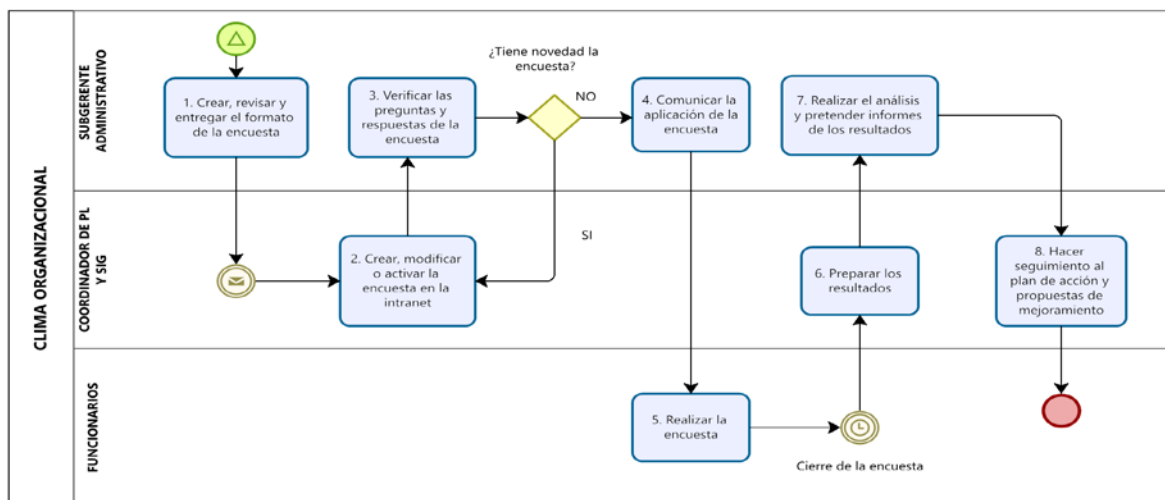 CLIMA ORGANIZACIONAL
SUBGERENTE
ADMINISTRATIVO
1. Crear, revisar y
entregar el formato
de la encuesta
3. Verificar las
preguntas y
respuestas de la
encuesta
¿Tiene novedad la
encuesta?
NO
4. Comunicar la
aplicación de la
encuesta
7. Realizar el análisis
y pretender informes
de los resultados
COORDINADOR DE PL
Y SIG
2. Crear, modificar
o activar la
encuesta en la
intranet
SI
6. Preparar los
resultados
8. Hacer
seguimiento al
plan de acción y
propuestas de
mejoramiento
FUNCIONARIOS
5. Realizar la
encuesta
Cierre de la encuesta